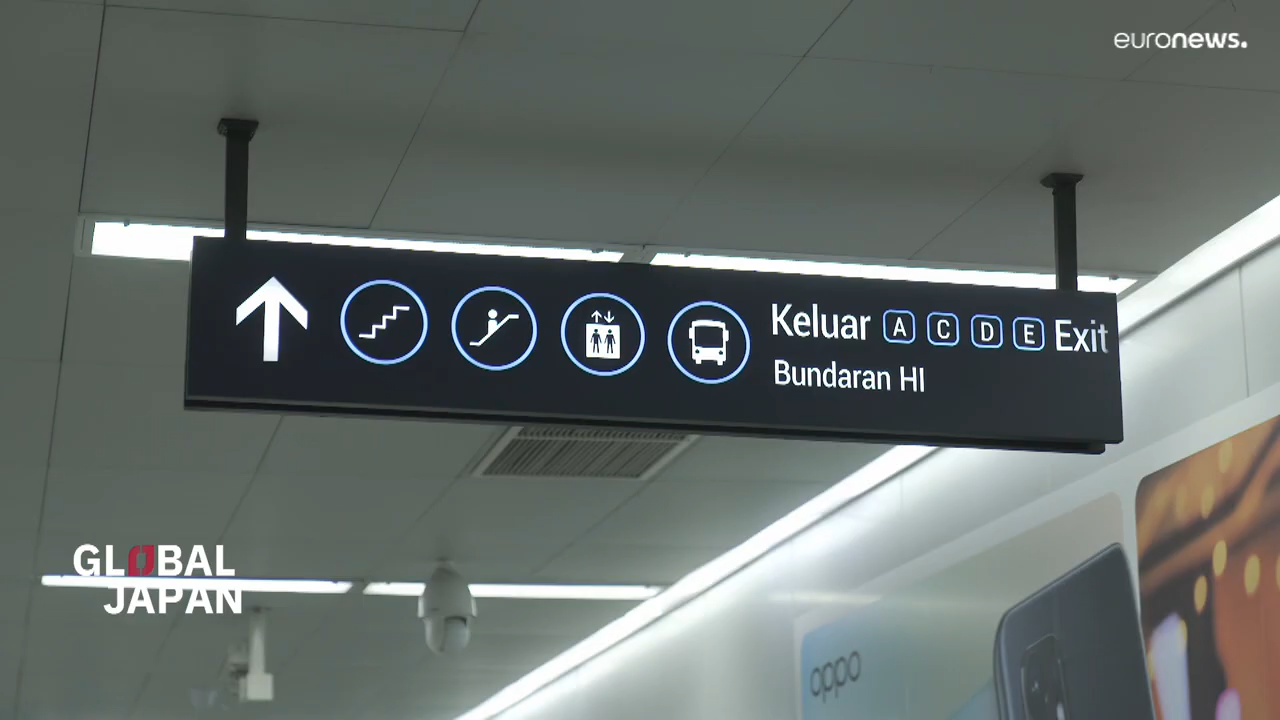 euronews.
Keluar A C D E Exit
Bundaran HI
GLOBAL
JAPAN
oppo